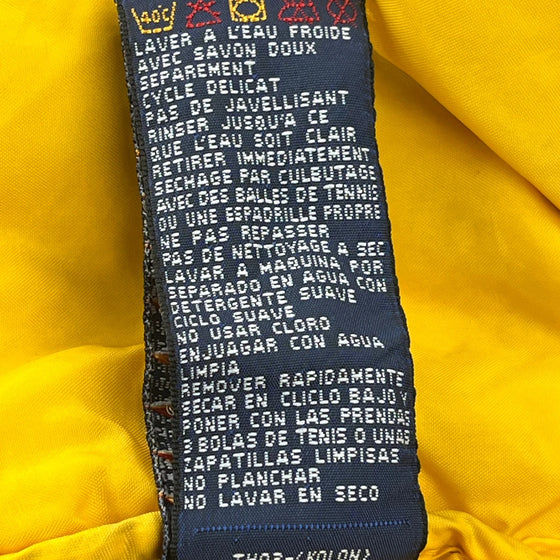 40C
LAVER A L'EAU FROIDE
AVEC SAVON DOUX
SEPAREMENT
CYCLE DELICAT
PAS DE JAVELLISANT
RINSER JUSQU'A CE
QUE L'EAU SOIT CLAIR
RETIRER IMMEDIATEMENT
SECHAGE PAR CULBUTAGE
AVEC DES BALLES DE TENNIS
OU UNE ESPADRILLE PROPRE
NE PAS REPASSER
PAS DE NETTOYAGE A SEC
LAVAR A MAQUINA POR
SEPARADO EN AGUA CON
DETERGENTE SUAVE
CICLO SUAVE
NO USAR CLORO
ENJUAGAR CON AGUA
LIMPIA
REMOVER RAPIDAMENTE
SECAR EN CLICLO BAJO Y
PONER CON LAS PRENDAS
3 BOLAS DE TENIS O UNAS
ZAPATILLAS LIMPISAS
NO PLANCHAR
NO LAVAR EN SECO
TH03-(KOLON)